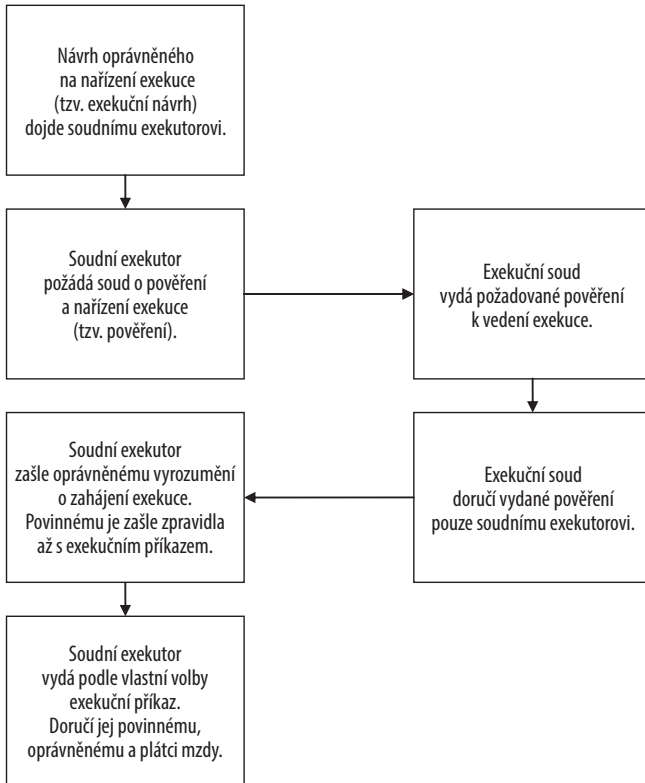 Návrh oprávněného
na nařízení exekuce
(tzv. exekuční návrh)
dojde soudnímu exekutorovi.
Soudní exekutor
požádá soud o pověření
a nařízení exekuce
(tzv. pověření).
Exekuční soud
vydá požadované pověření
k vedení exekuce.
Exekuční soud
doručí vydané pověření
pouze soudnímu exekutorovi.
Soudní exekutor
zašle oprávněnému vyrozumění
o zahájení exekuce.
Povinnému je zašle zpravidla
až s exekučním příkazem.
Soudní exekutor
vydá podle vlastní volby
exekuční příkaz.
Doručí jej povinnému,
oprávněnému a plátci mzdy.